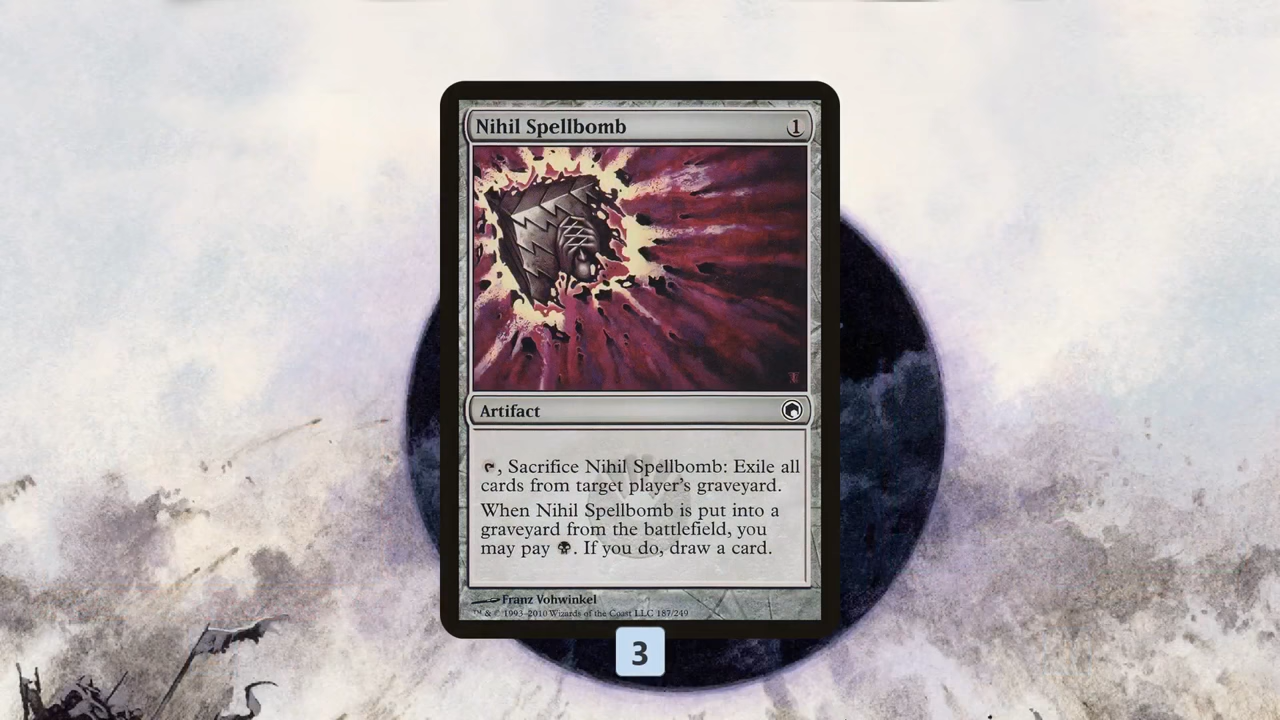 Nihil Spellbomb 1
Artifact
, Sacrifice Nihil Spellbomb: Exile all
cards from target player's graveyard.
When Nihil Spellbomb is put into a
graveyard from the battlefield, you
may pay . If you do, draw a card.
Franz Vohwinkel
™ & © 1993–2010 Wizards of the Coast LLC 187/249
3